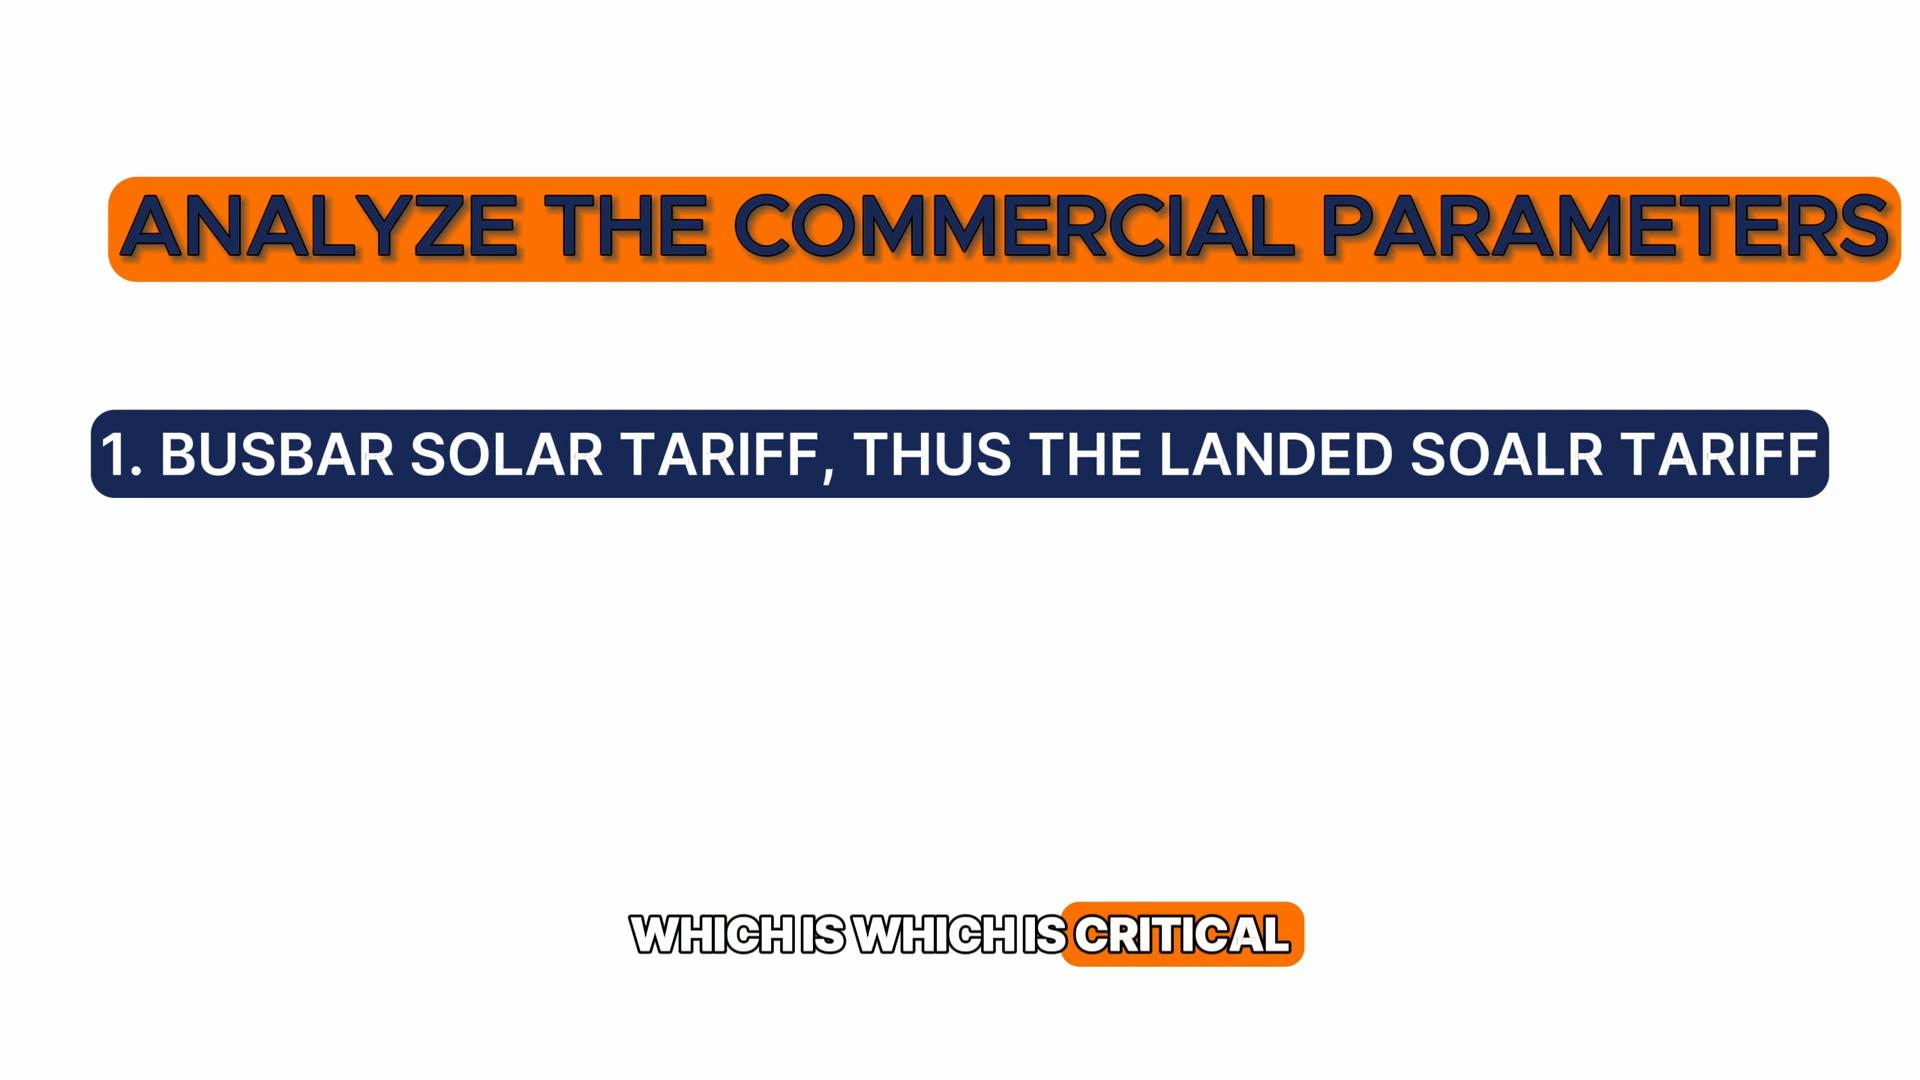 ANALYZE THE COMMERCIAL PARAMETERS
1. BUSBAR SOLAR TARIFF, THUS THE LANDED SOALR TARIFF
WHICH IS WHICH IS CRITICAL